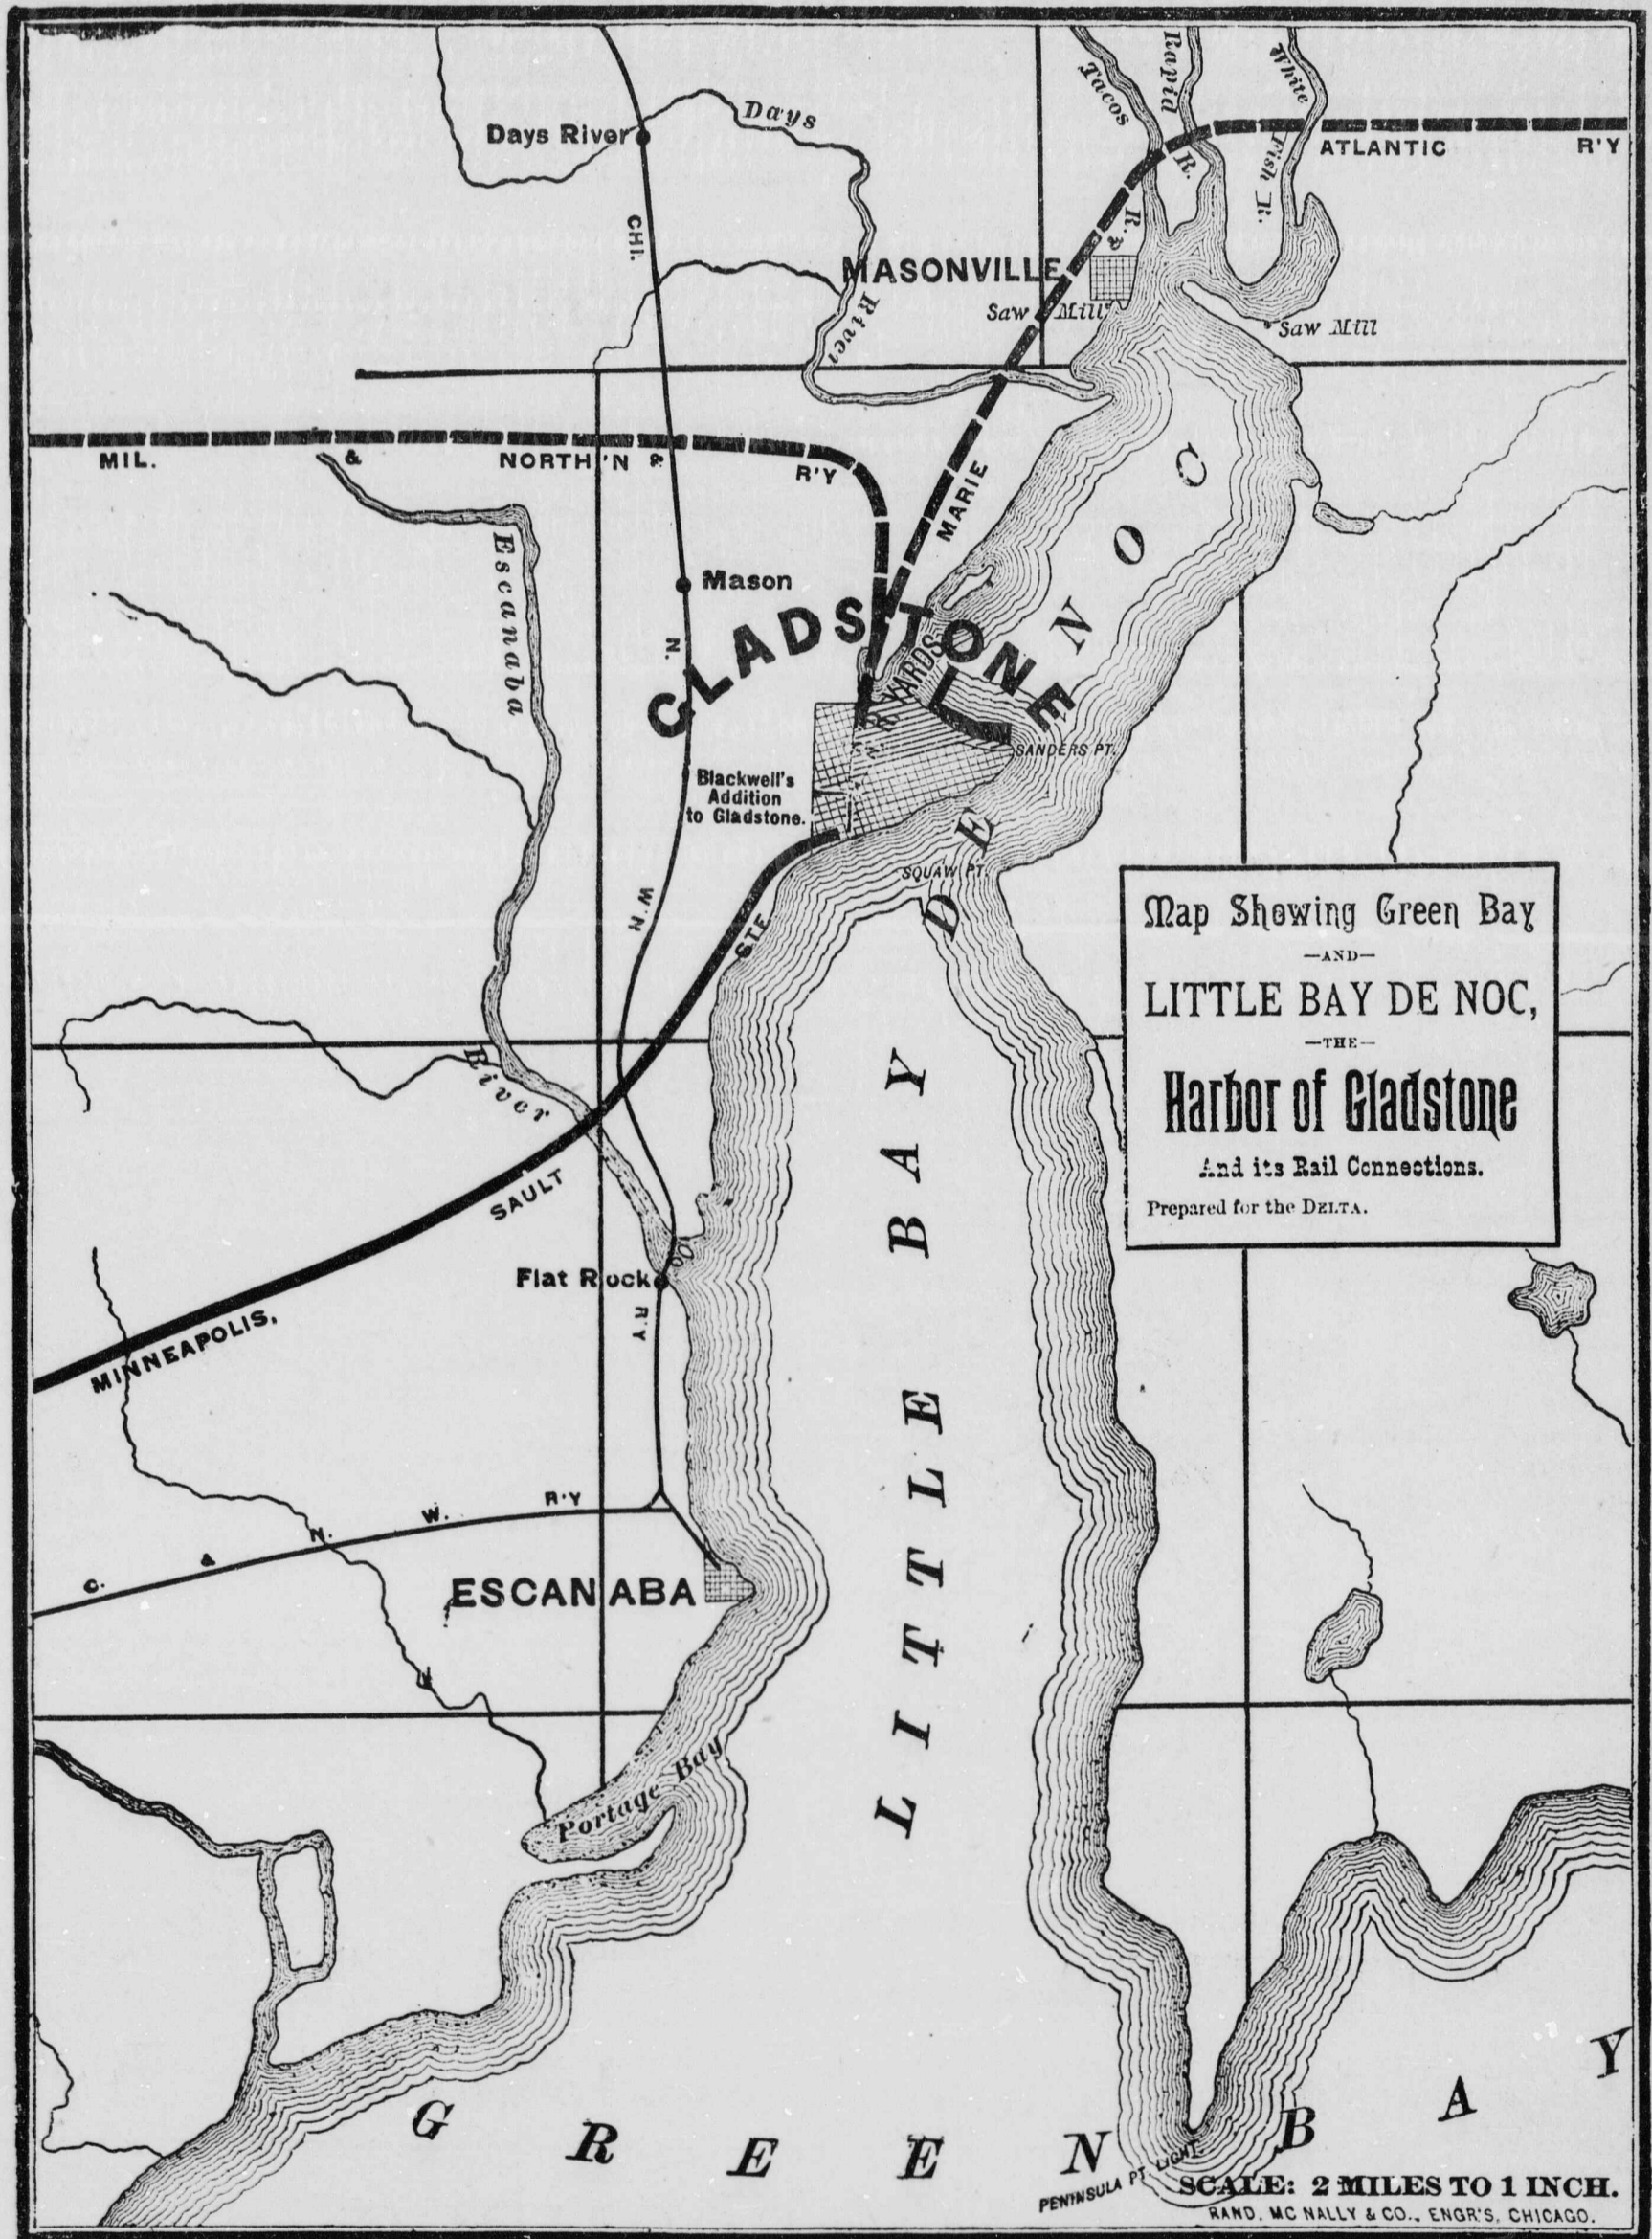 Tacos
Rapid
White
Days
Days River
ATLANTIC R'Y
R.
Fish R.
CHI.
R.
&
MASONVILLE
River
Saw Mill
Saw Mill
MIL. & NORTH'N R'Y
&
MARIE
Escanaba
Mason
N.
GLADSTONE
YARDS
SANDERS PT.
Blackwell's
Addition
to Gladstone.
SQUAW PT.
W'N
STE
Map Showing Green Bay
—AND—
LITTLE BAY DE NOC,
—THE—
Harbor of Gladstone
And its Rail Connections.
Prepared for the DELTA.
River
SAULT
Flat Rock
R'Y
MINNEAPOLIS,
LITTLE BAY DE NOC
C. & N. W. R'Y
ESCANABA
Portage Bay
GREEN BAY
PENINSULA PT. LIGHT
SCALE: 2 MILES TO 1 INCH.
RAND, MC NALLY & CO., ENGR'S, CHICAGO.